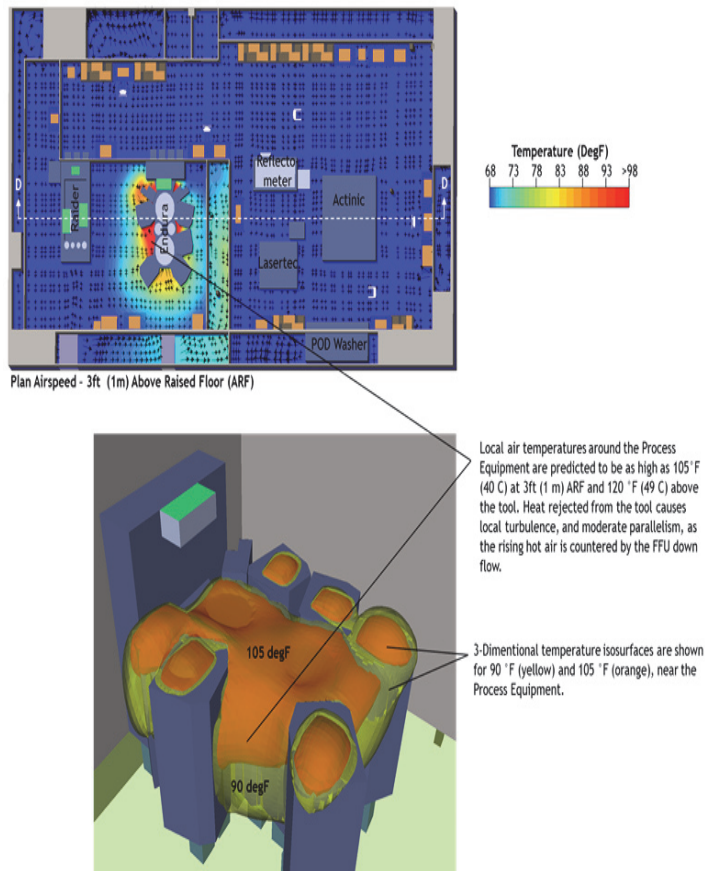 Temperature (DegF)
68 73 78 83 88 93 >98
Reflecto
meter
D
D
Raider
Endura
Actinic
Lasertec
POD Washer
Plan Airspeed - 3ft (1m) Above Raised Floor (ARF)
Local air temperatures around the Process
Equipment are predicted to be as high as 105°F
(40 C) at 3ft (1 m) ARF and 120 °F (49 C) above
the tool. Heat rejected from the tool causes
local turbulence, and moderate parallelism, as
the rising hot air is countered by the FFU down
flow.
105 degF
3-Dimentional temperature isosurfaces are shown
for 90 °F (yellow) and 105 °F (orange), near the
Process Equipment.
90 degF